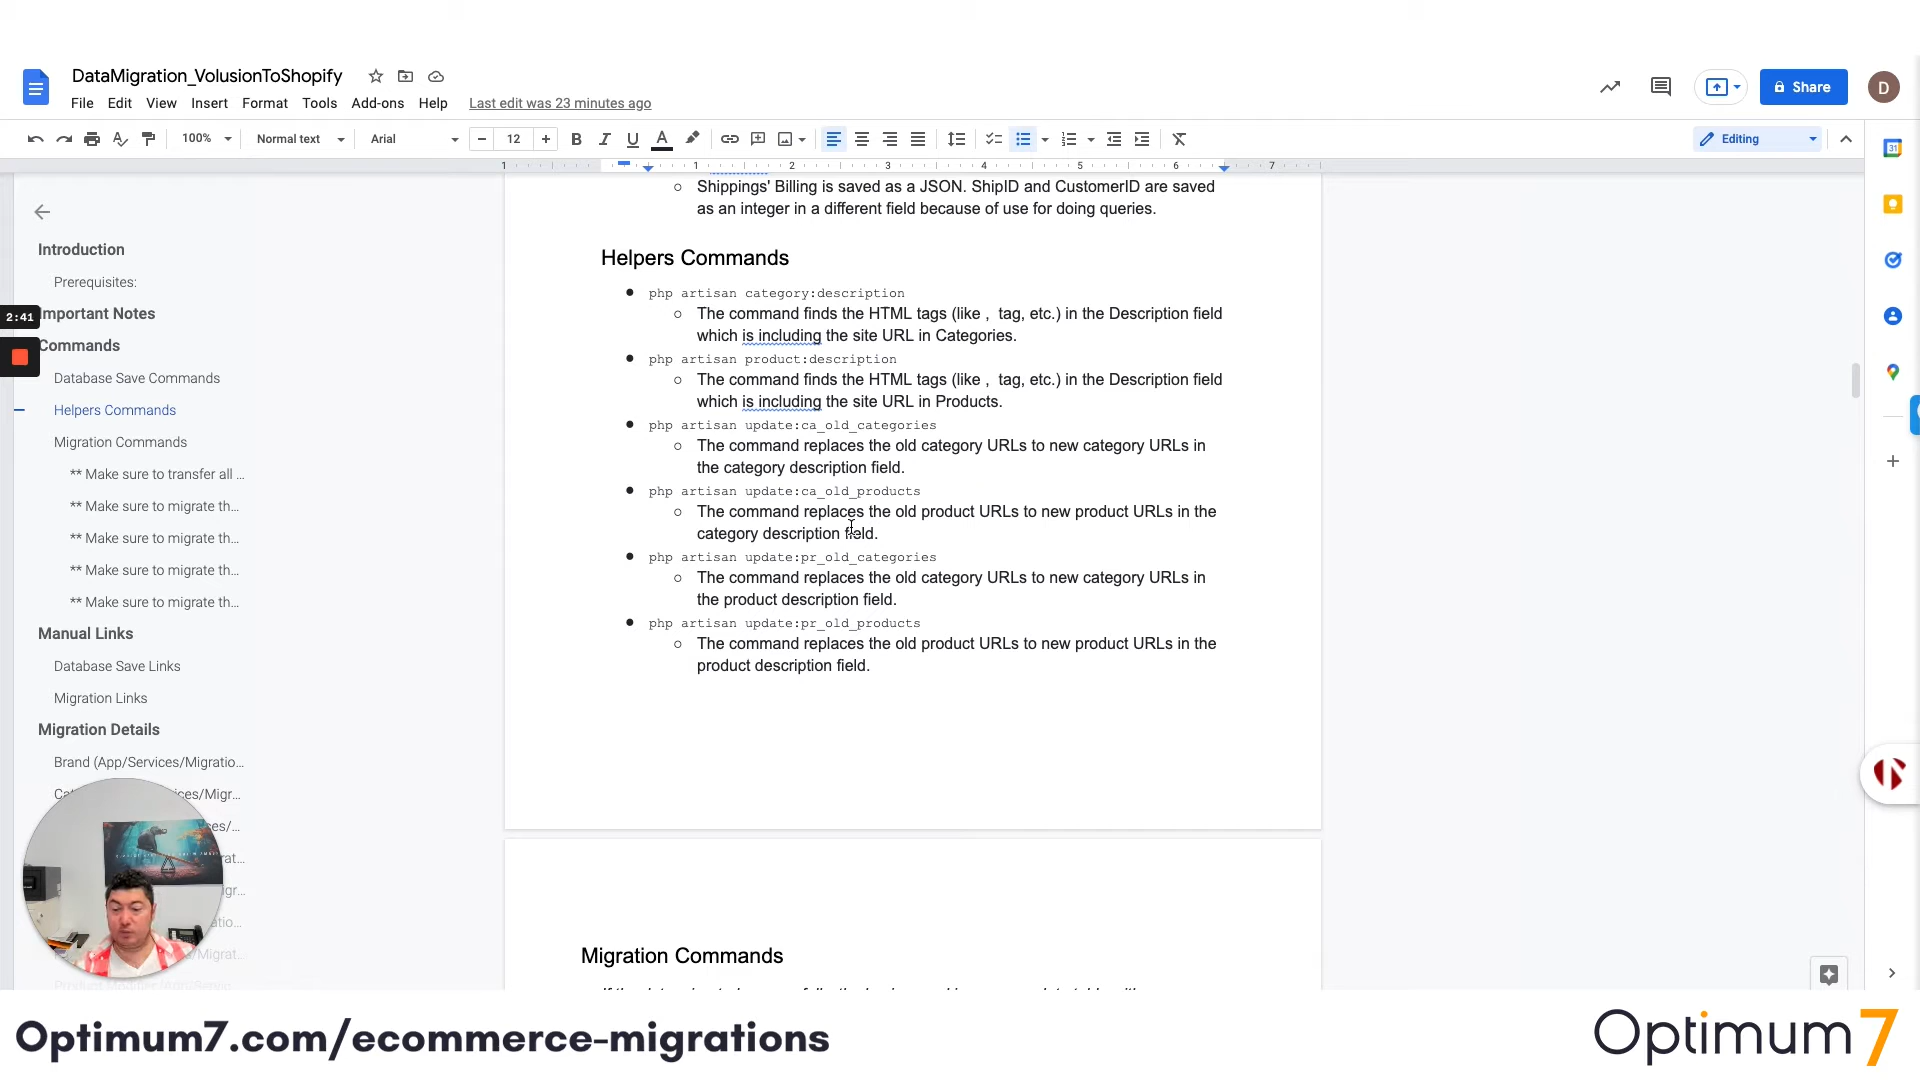 DataMigration_VolusionToShopify
File Edit View Insert Format Tools Add-ons Help Last edit was 23 minutes ago
Share
D
100% Normal text Arial 12 Editing
1 1 2 3 4 5 6 7
31
Introduction
Prerequisites:
2:41
Important Notes
Commands
Database Save Commands
Helpers Commands
Migration Commands
** Make sure to transfer all ...
** Make sure to migrate th...
** Make sure to migrate th...
** Make sure to migrate th...
** Make sure to migrate th...
Manual Links
Database Save Links
Migration Links
Migration Details
Brand (App/Services/Migratio...
Shippings' Billing is saved as a JSON. ShipID and CustomerID are saved
as an integer in a different field because of use for doing queries.
Helpers Commands
php artisan category:description
The command finds the HTML tags (like , tag, etc.) in the Description field
which is including the site URL in Categories.
php artisan product:description
The command finds the HTML tags (like , tag, etc.) in the Description field
which is including the site URL in Products.
php artisan update:ca_old_categories
The command replaces the old category URLs to new category URLs in
the category description field.
php artisan update:ca_old_products
The command replaces the old product URLs to new product URLs in the
category description field.
php artisan update:pr_old_categories
The command replaces the old category URLs to new category URLs in
the product description field.
php artisan update:pr_old_products
The command replaces the old product URLs to new product URLs in the
product description field.
Migration Commands
Optimum7.com/ecommerce-migrations
Optimum7